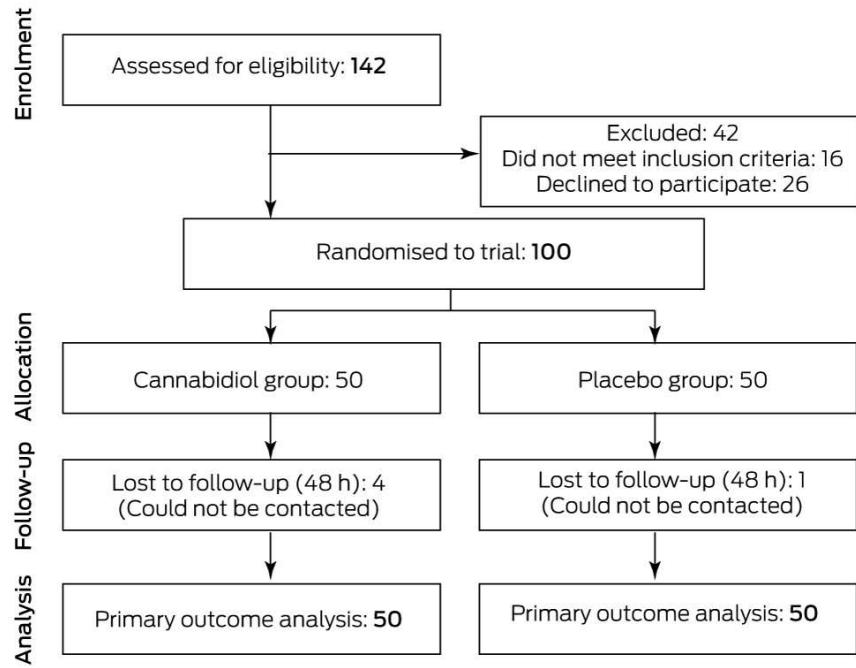 Enrolment
Assessed for eligibility: 142
Excluded: 42
Did not meet inclusion criteria: 16
Declined to participate: 26
Randomised to trial: 100
Allocation
Cannabidiol group: 50
Placebo group: 50
Follow-up
Lost to follow-up (48 h): 4
(Could not be contacted)
Lost to follow-up (48 h): 1
(Could not be contacted)
Analysis
Primary outcome analysis: 50
Primary outcome analysis: 50